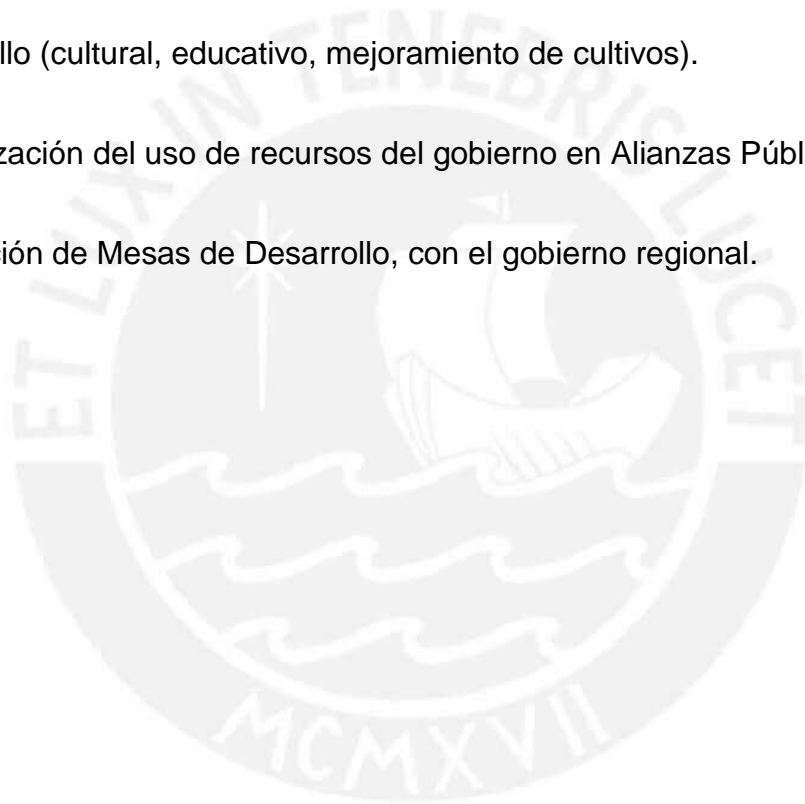 llo (cultural, educativo, mejoramiento de cultivos).
zación del uso de recursos del gobierno en Alianzas Públ
ción de Mesas de Desarrollo, con el gobierno regional.
ET LUX IN TENEBRIS LUCET
MCMXVII